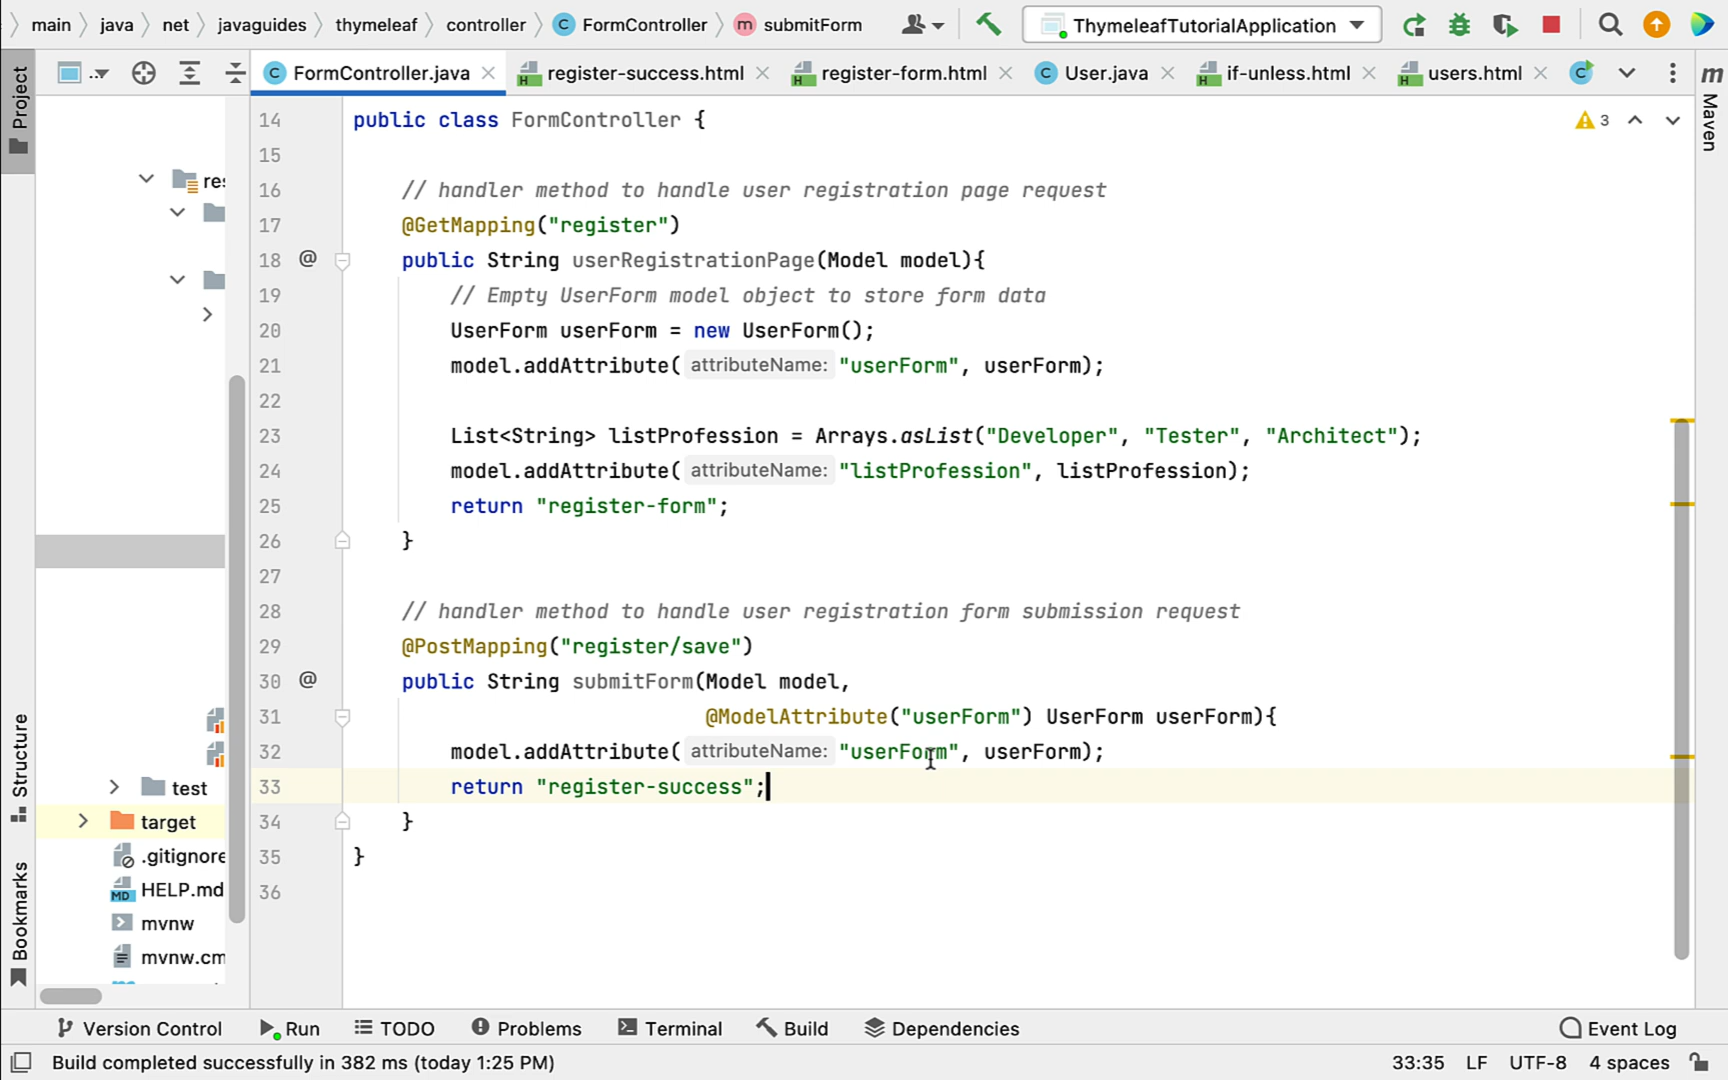 main java net javaguides thymeleaf controller C FormController m submitForm ThymeleafTutorialApplication
C FormController.java H register-success.html H register-form.html C User.java H if-unless.html H users.html C m
Project
Maven
3
14 public class FormController {
15
16 // handler method to handle user registration page request
17 @GetMapping("register")
18 @ public String userRegistrationPage(Model model){
19 // Empty UserForm model object to store form data
20 UserForm userForm = new UserForm();
21 model.addAttribute( attributeName: "userForm", userForm);
22
23 List<String> listProfession = Arrays.asList("Developer", "Tester", "Architect");
24 model.addAttribute( attributeName: "listProfession", listProfession);
25 return "register-form";
26 }
27
28 // handler method to handle user registration form submission request
29 @PostMapping("register/save")
30 @ public String submitForm(Model model,
31 @ModelAttribute("userForm") UserForm userForm){
32 model.addAttribute( attributeName: "userForm", userForm);
33 return "register-success";
34 }
35 }
36
res
test
target
.gitignore
MD HELP.md
mvnw
mvnw.cm
Structure
Bookmarks
Version Control Run TODO Problems Terminal Build Dependencies Event Log
Build completed successfully in 382 ms (today 1:25 PM) 33:35 LF UTF-8 4 spaces